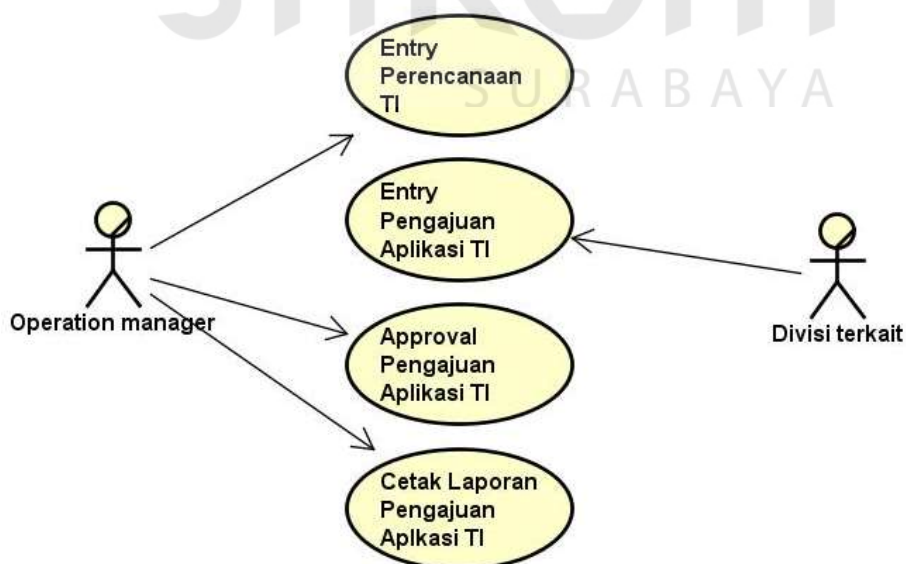 Entry
Perencanaan
TI
SURABAYA
Entry
Pengajuan
Aplikasi TI
Operation manager
Divisi terkait
Approval
Pengajuan
Aplikasi TI
Cetak Laporan
Pengajuan
Aplkasi TI